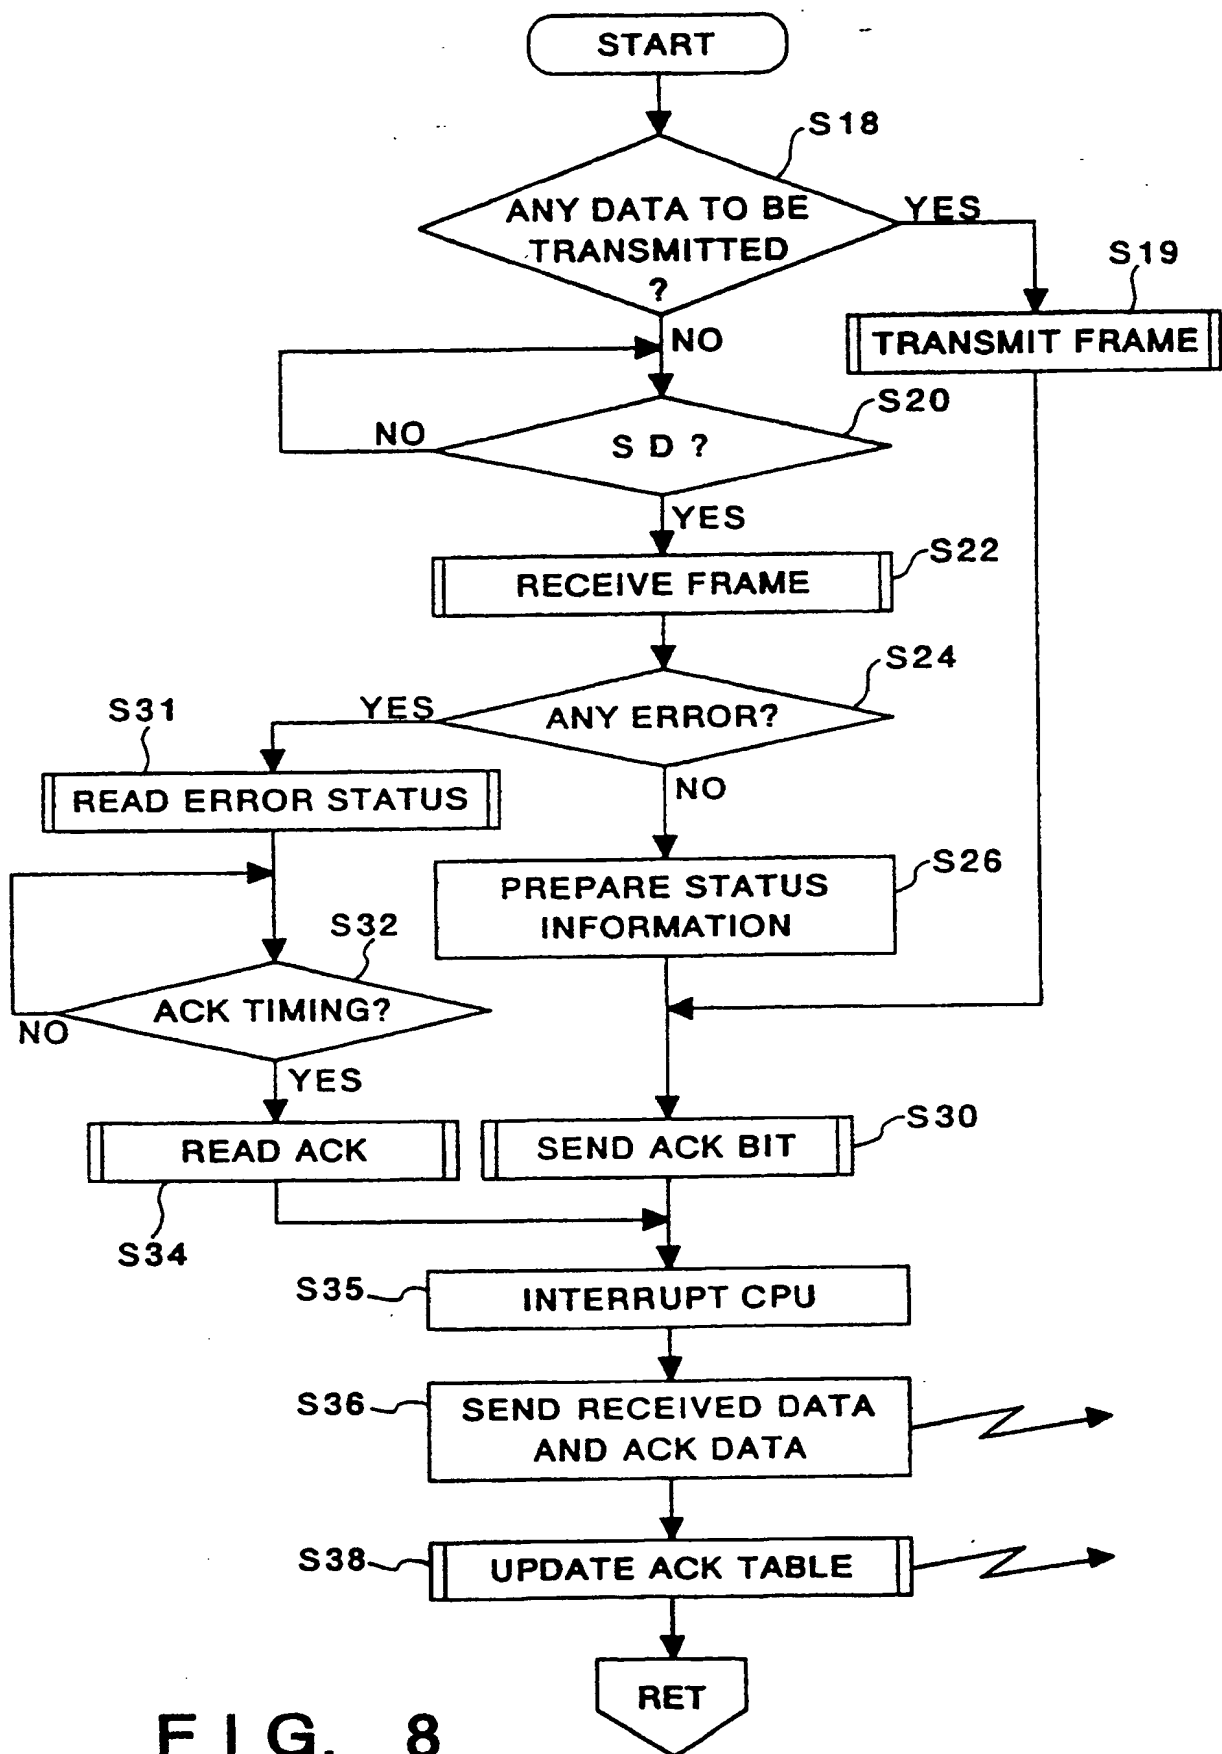 START
S18
ANY DATA TO BE
TRANSMITTED
?
YES
S19
TRANSMIT FRAME
NO
S20
NO
S D ?
YES
S22
RECEIVE FRAME
S24
YES
ANY ERROR?
S31
READ ERROR STATUS
NO
S26
PREPARE STATUS
INFORMATION
S32
ACK TIMING?
NO
YES
READ ACK
S34
S30
SEND ACK BIT
S35
INTERRUPT CPU
S36
SEND RECEIVED DATA
AND ACK DATA
S38
UPDATE ACK TABLE
RET
FIG. 8